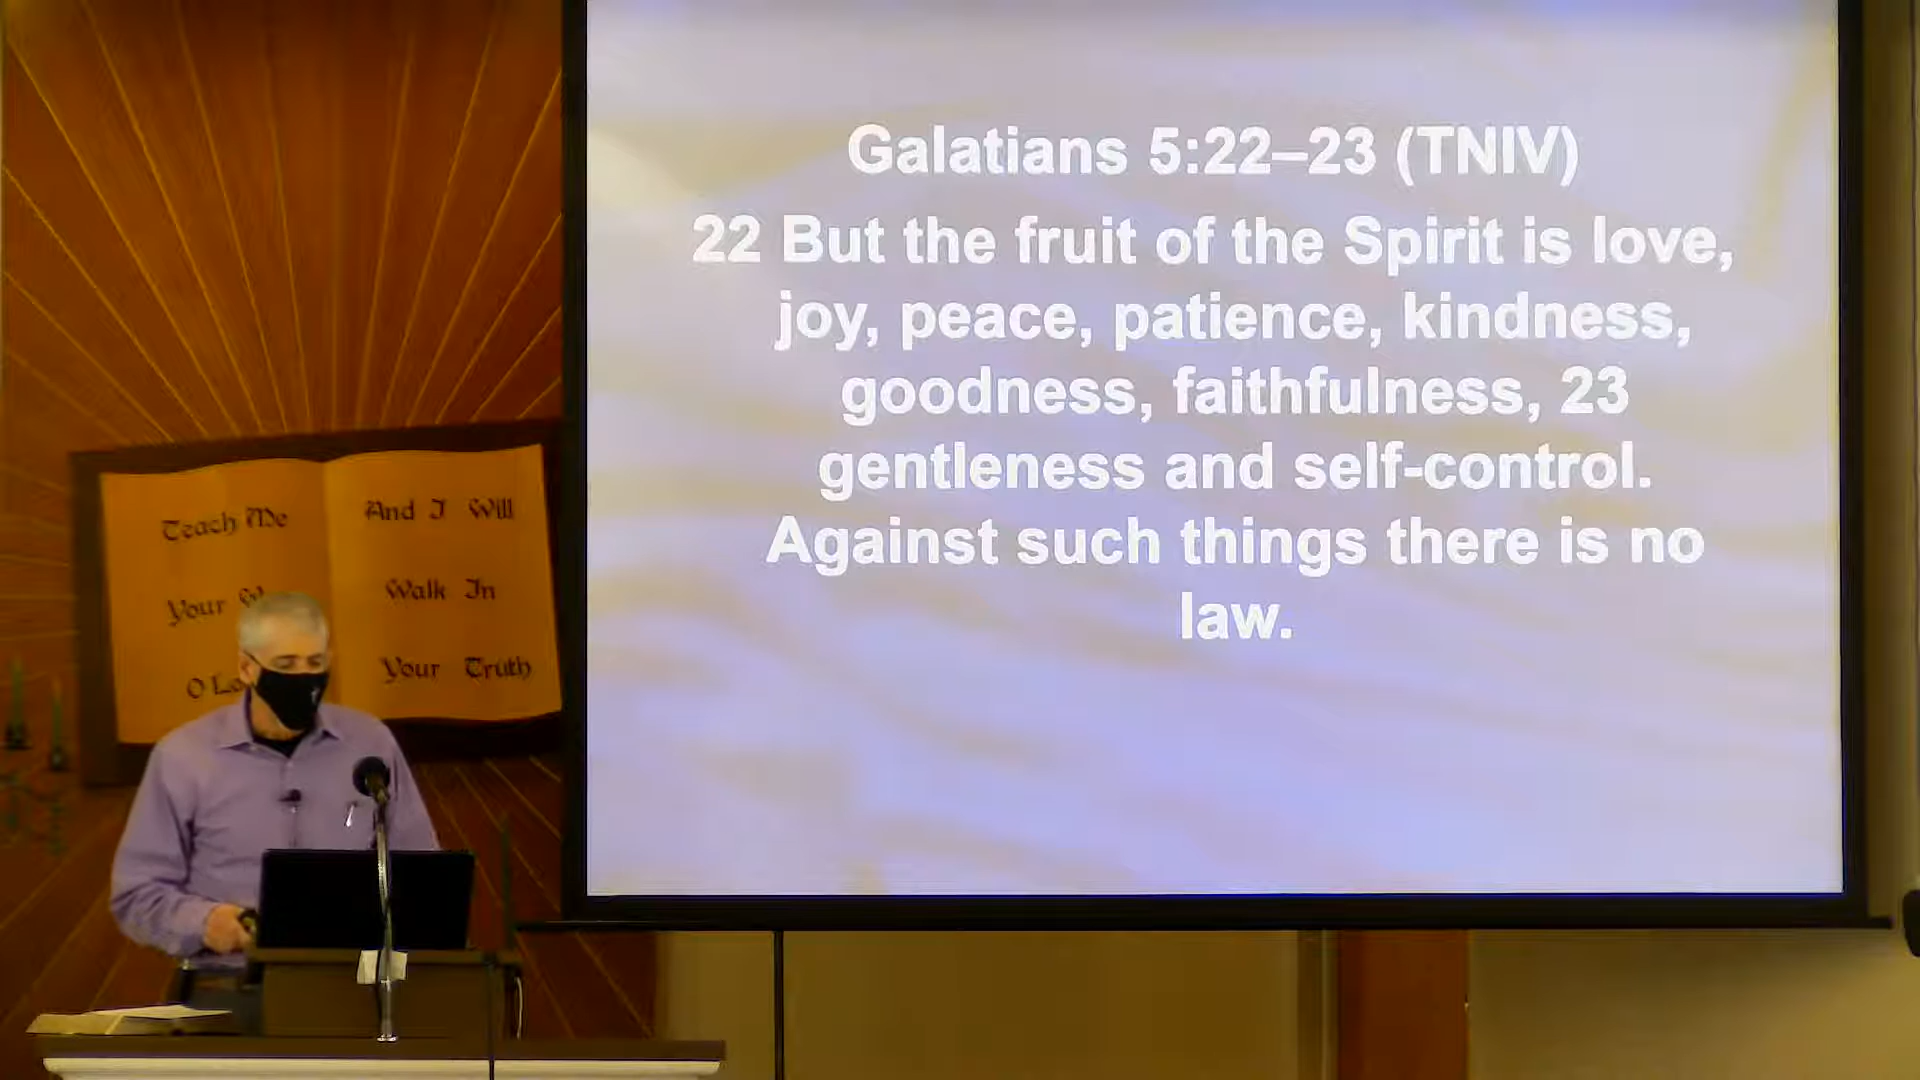 Galatians 5:22–23 (TNIV)
22 But the fruit of the Spirit is love,
joy, peace, patience, kindness,
goodness, faithfulness, 23
gentleness and self-control.
Against such things there is no
law.
Teach Me
Your
O
And I Will
Walk In
Your Truth